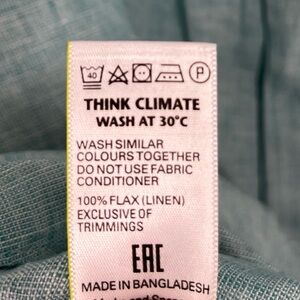 40 P
THINK CLIMATE
WASH AT 30°C
WASH SIMILAR
COLOURS TOGETHER
DO NOT USE FABRIC
CONDITIONER
100% FLAX (LINEN)
EXCLUSIVE OF
TRIMMINGS
EAC
MADE IN BANGLADESH